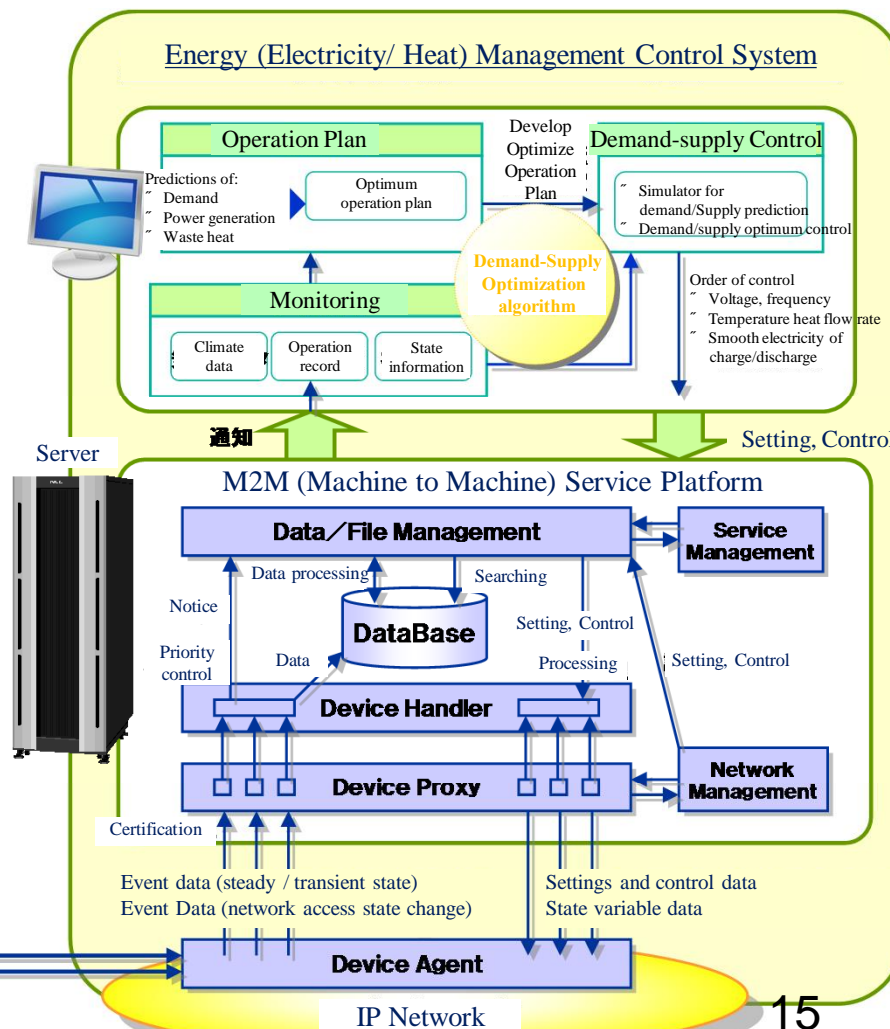 Energy (Electricity/ Heat) Management Control System
Operation Plan
Predictions of:
˝ Demand
˝ Power generation
˝ Waste heat
Optimum
operation plan
Develop
Optimize
Operation
Plan
Demand-supply Control
˝ Simulator for
demand/Supply prediction
˝ Demand/supply optimum control
Demand-Supply
Optimization
algorithm
Monitoring
Climate
data
Operation
record
State
information
Order of control
˝ Voltage, frequency
˝ Temperature heat flow rate
˝ Smooth electricity of
charge/discharge
通知
Setting, Control
Server
M2M (Machine to Machine) Service Platform
Data／File Management
Service
Management
Data processing
Searching
Notice
DataBase
Setting, Control
Priority
control
Data
Processing
Setting, Control
Device Handler
Device Proxy
Network
Management
Certification
Event data (steady / transient state)
Event Data (network access state change)
Settings and control data
State variable data
Device Agent
IP Network
15